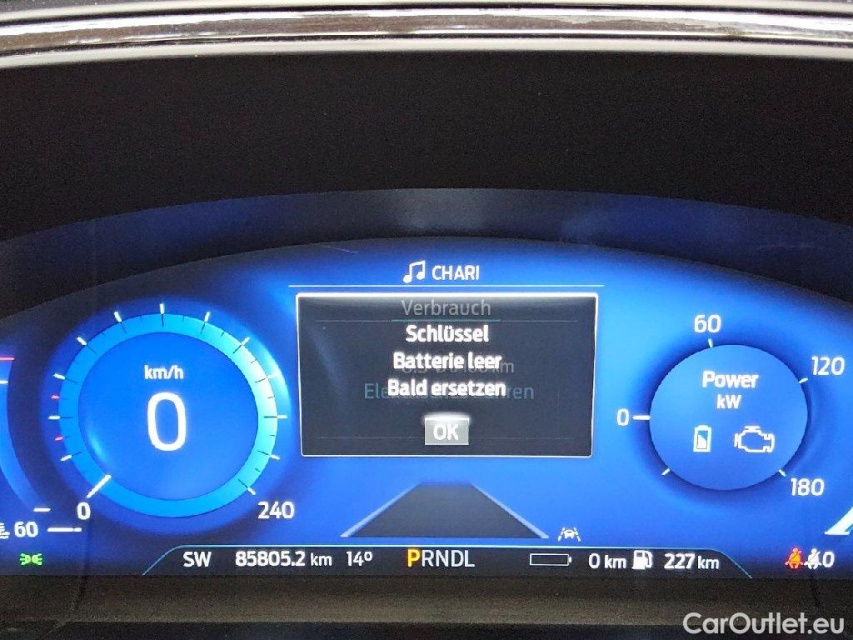 CHARI
Verbrauch
Schlüssel
Batterie leer
Bald ersetzen
OK
km/h
0
0
240
60
60
120
0
180
Power
kW
SW 85805.2 km 14° PRNDL 0 km 227 km 0
CarOutlet.eu